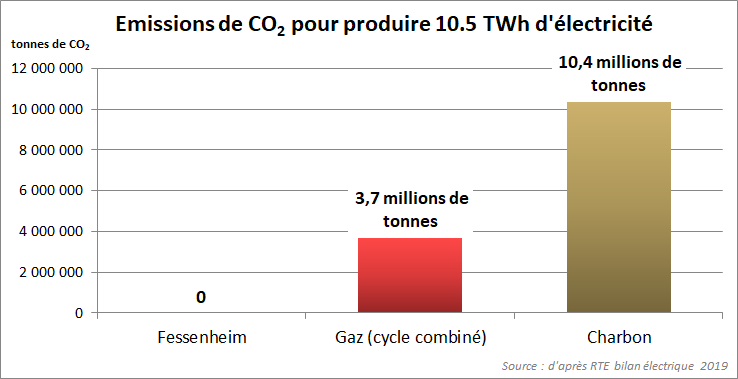 Emissions de CO₂ pour produire 10.5 TWh d'électricité
tonnes de CO₂
12 000 000
10 000 000
8 000 000
6 000 000
4 000 000
2 000 000
0
0
3,7 millions de
tonnes
10,4 millions de
tonnes
Fessenheim
Gaz (cycle combiné)
Charbon
Source : d'après RTE bilan électrique 2019